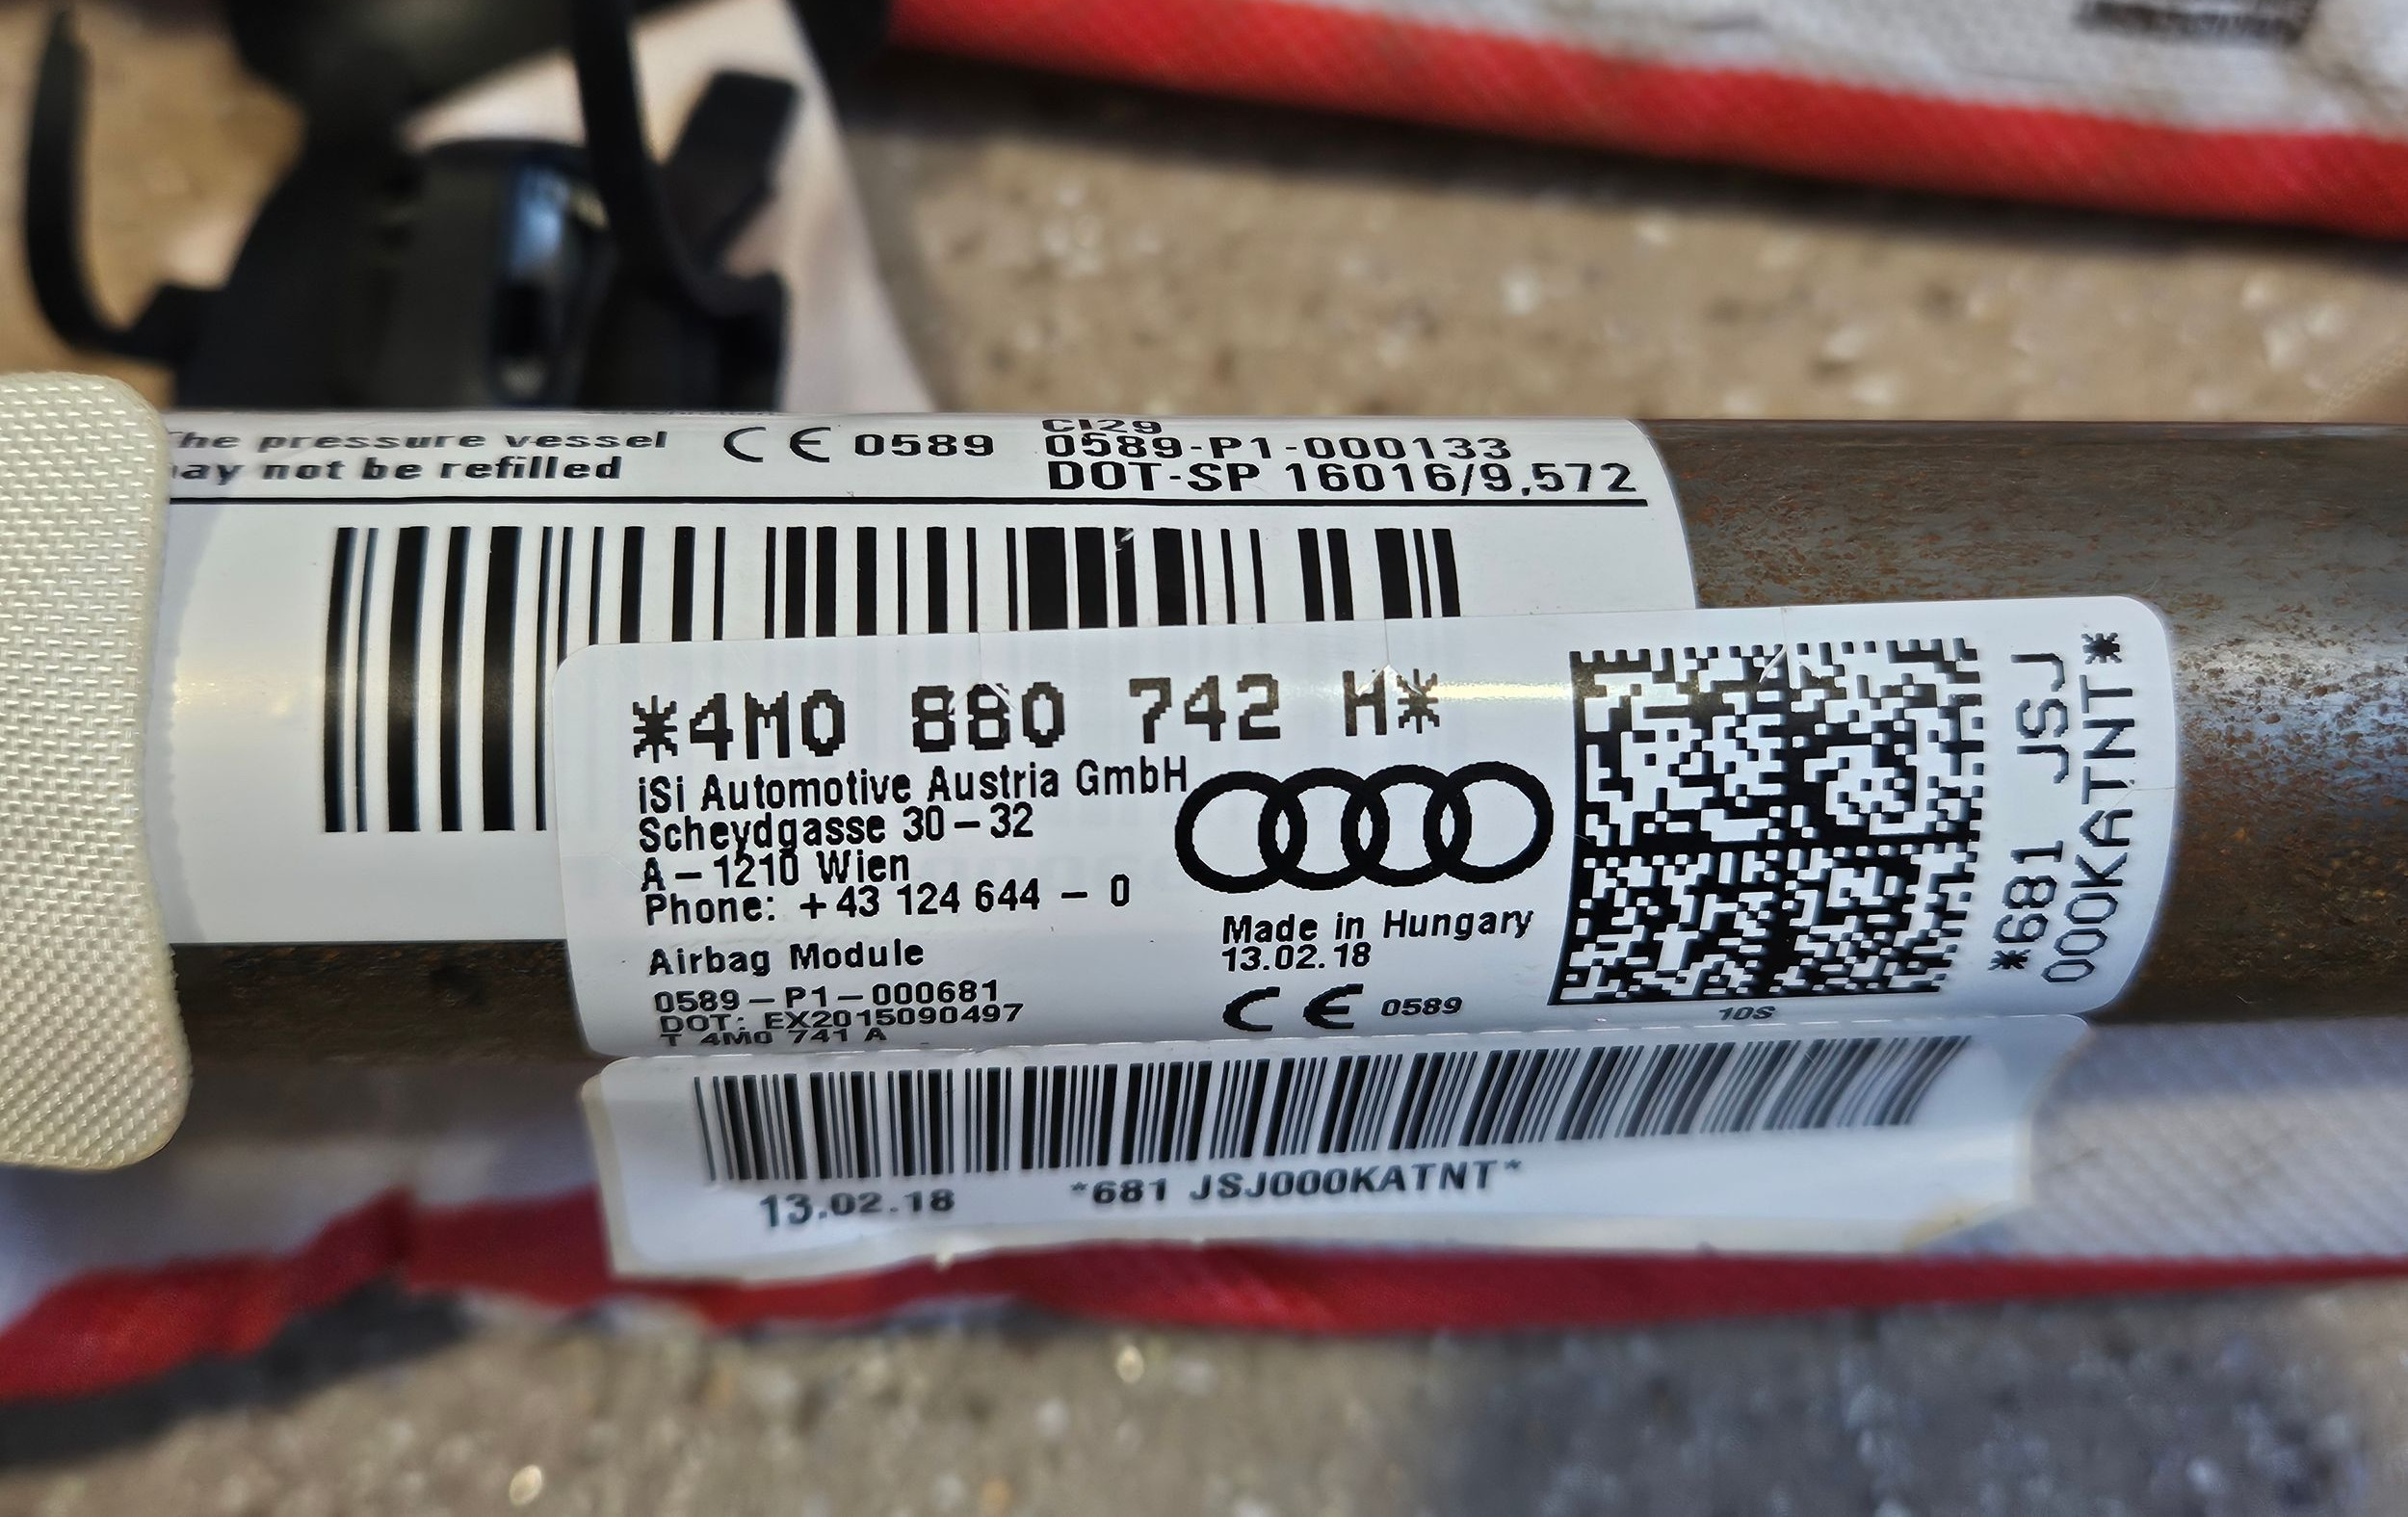 The pressure vessel
may not be refilled
CE 0589
CI29
0589-P1-000133
DOT-SP 16016/9,572
*4M0 880 742 H*
iSi Automotive Austria GmbH
Scheydgasse 30-32
A-1210 Wien
Phone: +43 124 644 - 0
Airbag Module
0589-P1-000681
DOT: EX2015090497
T 4M0 741 A
Made in Hungary
13.02.18
CE 0589
10S
*681 JSJ
000KATNT*
13.02.18 *681 JSJ000KATNT*